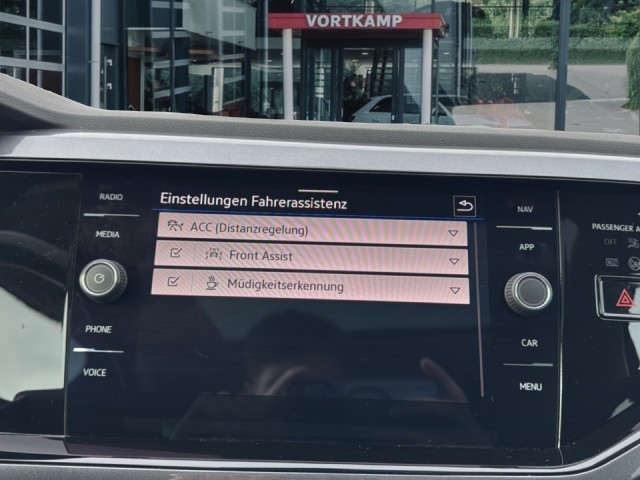 VORTKAMP
RADIO
MEDIA
PHONE
VOICE
Einstellungen Fahrerassistenz
ACC (Distanzregelung)
Front Assist
Müdigkeitserkennung
NAV
APP
CAR
MENU
PASSENGER A
OFF